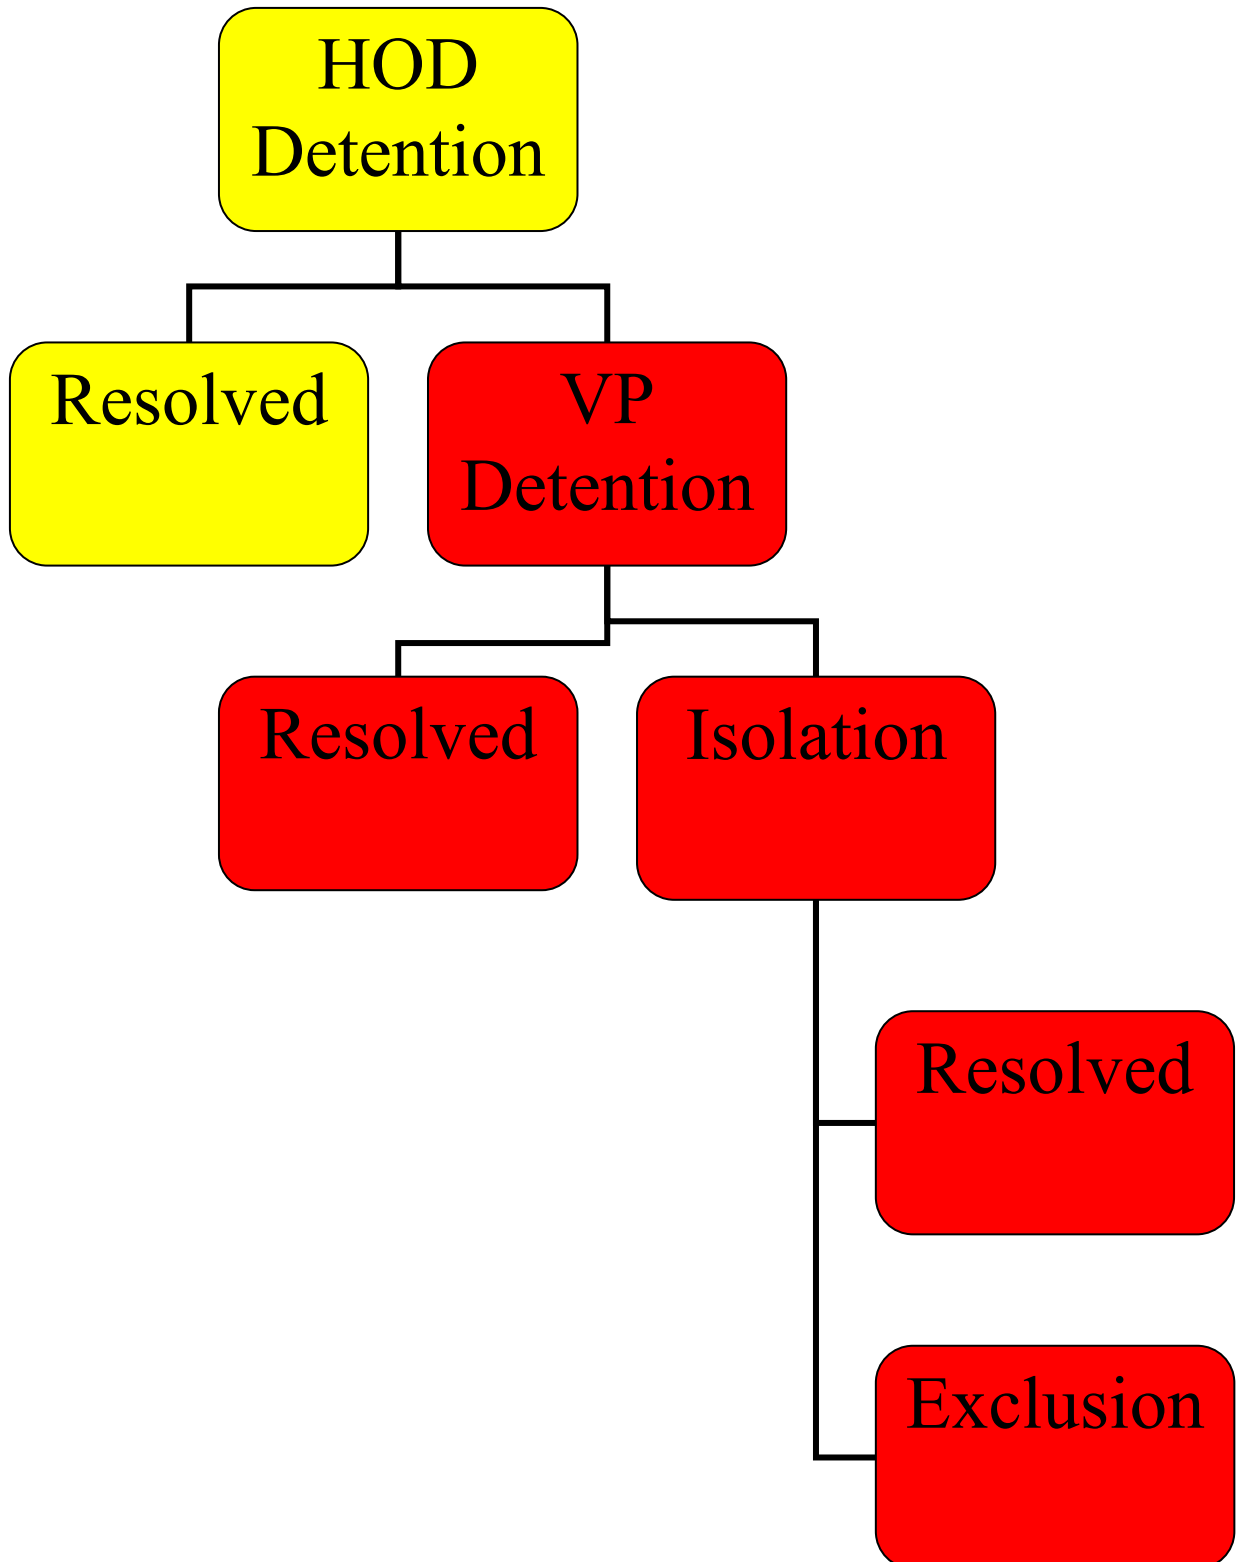 HOD
Detention
Resolved
VP
Detention
Resolved
Isolation
Resolved
Exclusion